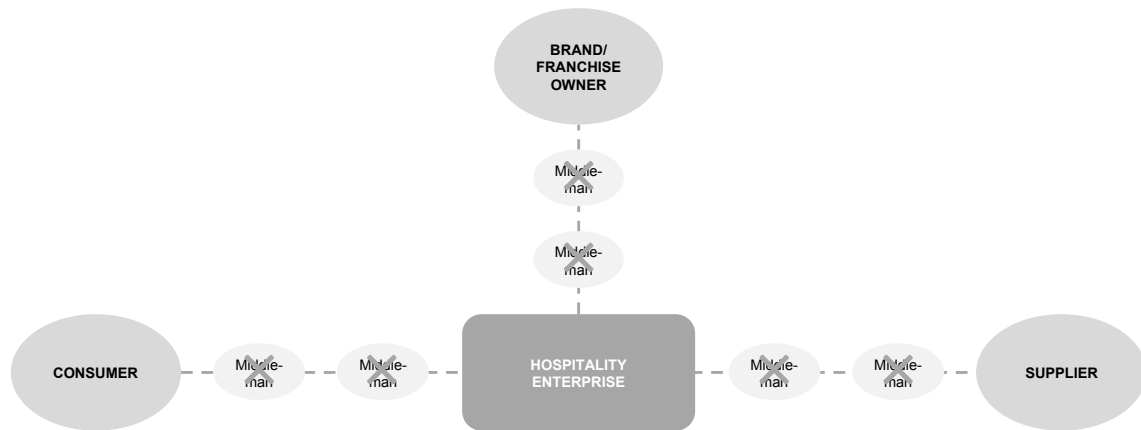 BRAND/
FRANCHISE
OWNER
Middle-
man
Middle-
man
CONSUMER
Middle-
man
Middle-
man
HOSPITALITY
ENTERPRISE
Middle-
man
Middle-
man
SUPPLIER